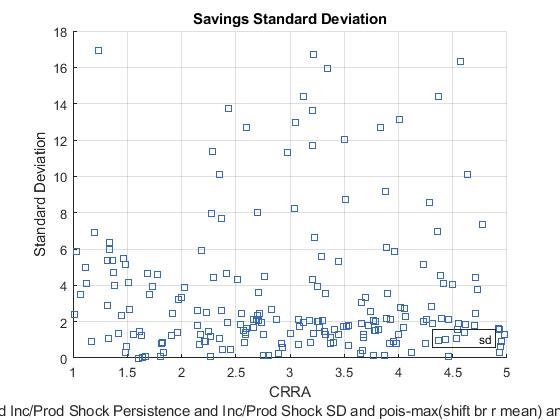 Savings Standard Deviation
18
16
14
12
10
8
6
4
2
0
Standard Deviation
sd
1 1.5 2 2.5 3 3.5 4 4.5 5
CRRA
d Inc/Prod Shock Persistence and Inc/Prod Shock SD and pois-max(shift br r mean) an